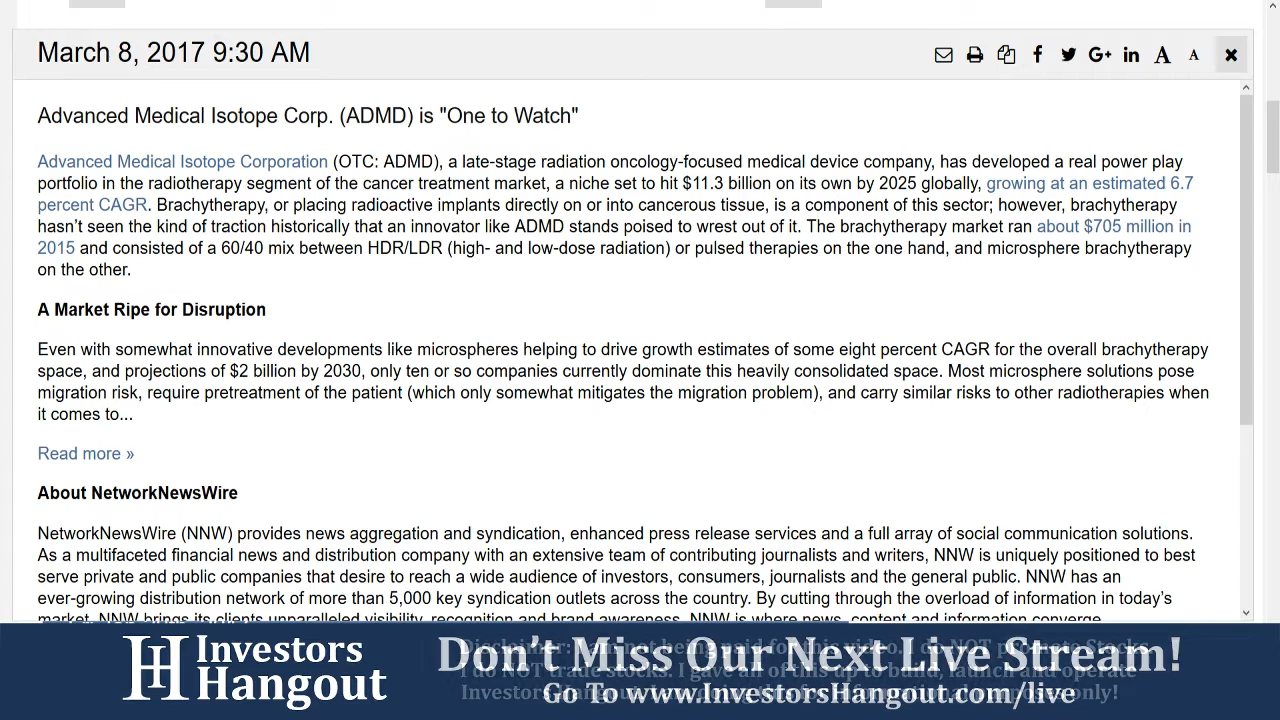 March 8, 2017 9:30 AM
G+ in A A
Advanced Medical Isotope Corp. (ADMD) is "One to Watch"
Advanced Medical Isotope Corporation (OTC: ADMD), a late-stage radiation oncology-focused medical device company, has developed a real power play
portfolio in the radiotherapy segment of the cancer treatment market, a niche set to hit $11.3 billion on its own by 2025 globally, growing at an estimated 6.7
percent CAGR. Brachytherapy, or placing radioactive implants directly on or into cancerous tissue, is a component of this sector; however, brachytherapy
hasn’t seen the kind of traction historically that an innovator like ADMD stands poised to wrest out of it. The brachytherapy market ran about $705 million in
2015 and consisted of a 60/40 mix between HDR/LDR (high- and low-dose radiation) or pulsed therapies on the one hand, and microsphere brachytherapy
on the other.
A Market Ripe for Disruption
Even with somewhat innovative developments like microspheres helping to drive growth estimates of some eight percent CAGR for the overall brachytherapy
space, and projections of $2 billion by 2030, only ten or so companies currently dominate this heavily consolidated space. Most microsphere solutions pose
migration risk, require pretreatment of the patient (which only somewhat mitigates the migration problem), and carry similar risks to other radiotherapies when
it comes to...
Read more »
About NetworkNewsWire
NetworkNewsWire (NNW) provides news aggregation and syndication, enhanced press release services and a full array of social communication solutions.
As a multifaceted financial news and distribution company with an extensive team of contributing journalists and writers, NNW is uniquely positioned to best
serve private and public companies that desire to reach a wide audience of investors, consumers, journalists and the general public. NNW has an
ever-growing distribution network of more than 5,000 key syndication outlets across the country. By cutting through the overload of information in today’s
market, NNW brings its clients unparalleled visibility, recognition and brand awareness. NNW is where news, content and information converge.
IH Investors
Hangout
Don’t Miss Our Next Live Stream!
Go To www.InvestorsHangout.com/live